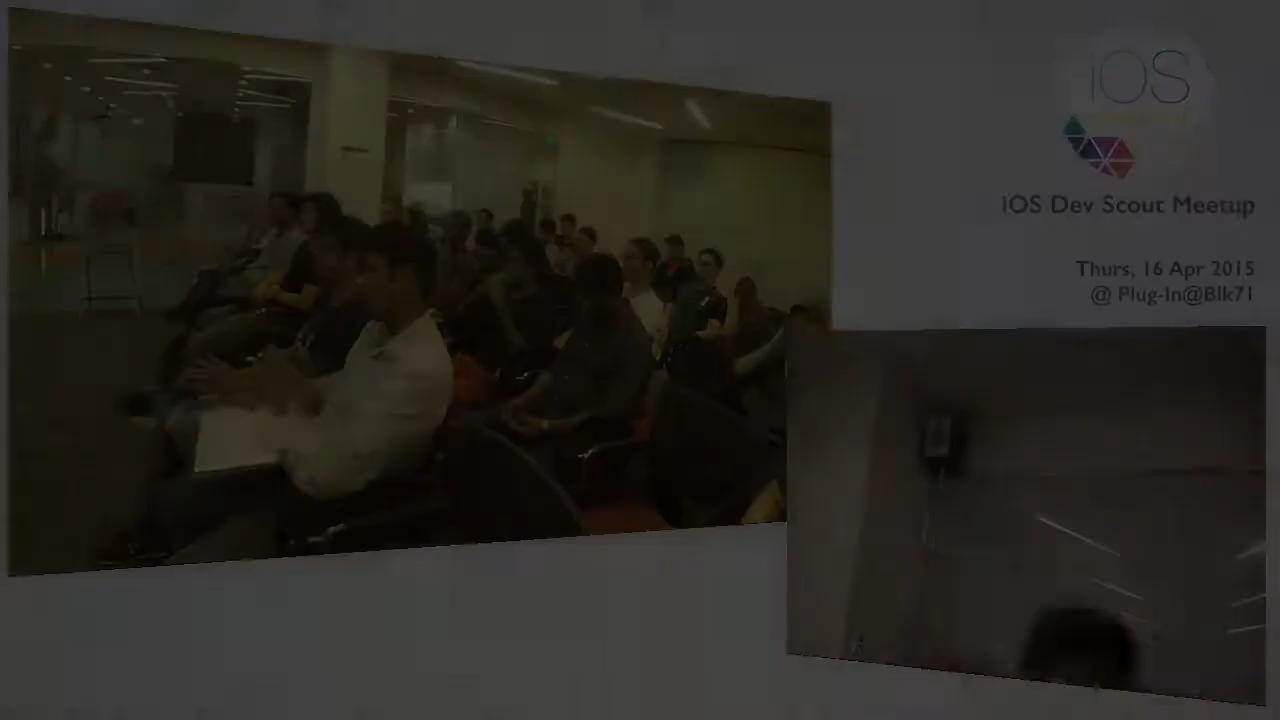 iOS
iOS Dev Scout Meetup
Thurs, 16 Apr 2015
@ Plug-In@Blk71